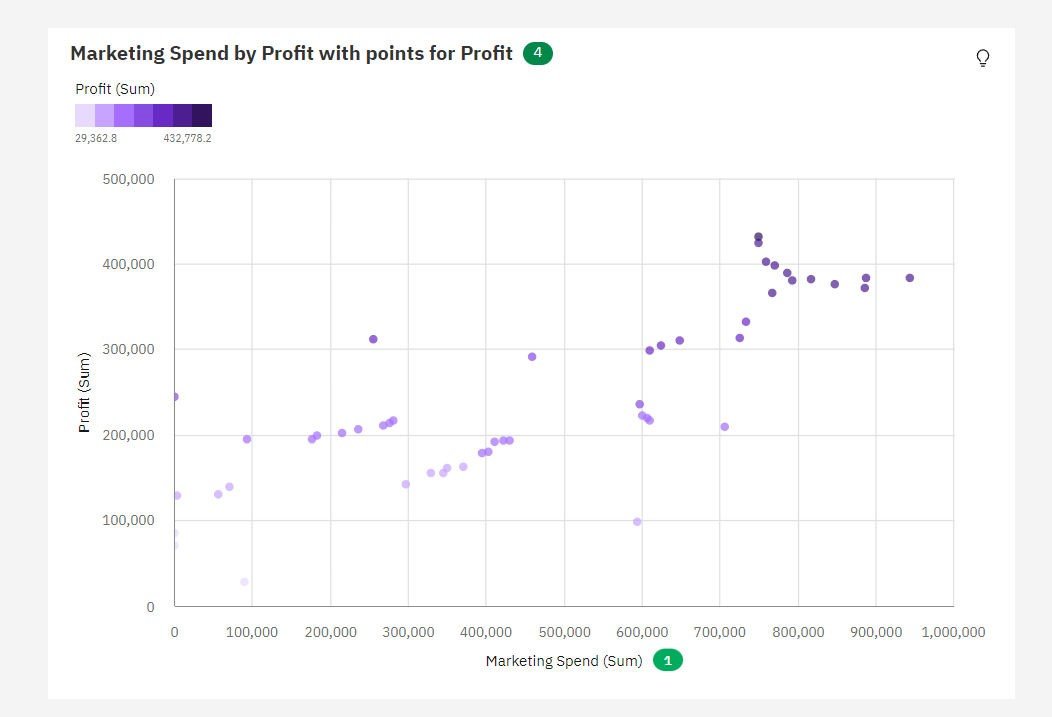 Marketing Spend by Profit with points for Profit 4
Profit (Sum)
29,362.8 432,778.2
500,000
400,000
300,000
200,000
100,000
0
Profit (Sum)
0 100,000 200,000 300,000 400,000 500,000 600,000 700,000 800,000 900,000 1,000,000
Marketing Spend (Sum) 1